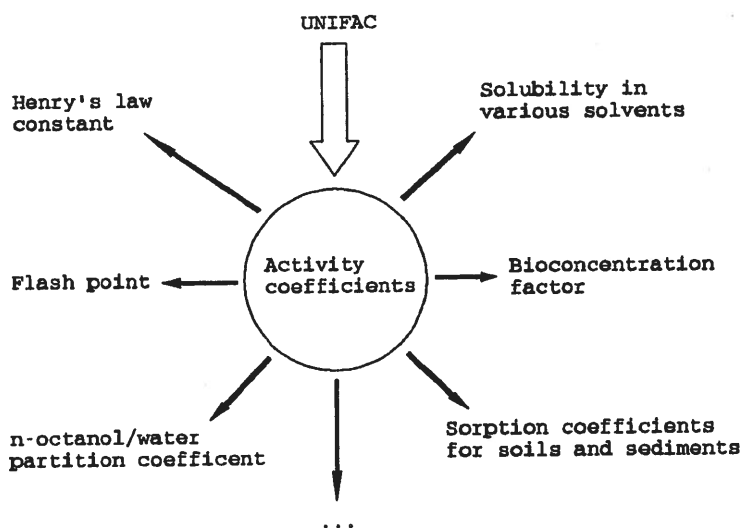 UNIFAC
Henry's law
constant
Solubility in
various solvents
Activity
coefficients
Flash point
Bioconcentration
factor
n-octanol/water
partition coefficent
Sorption coefficients
for soils and sediments
...